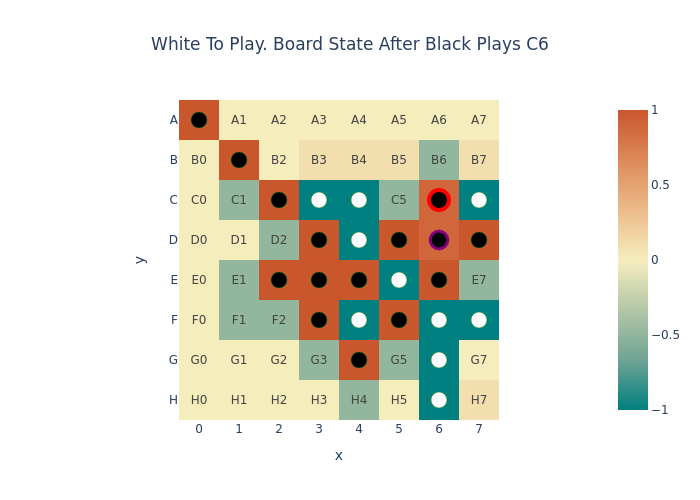 White To Play. Board State After Black Plays C6
A A1 A2 A3 A4 A5 A6 A7
B B0 B2 B3 B4 B5 B6 B7
C C0 C1 C5
D D0 D1 D2
E E0 E1 E7
F F0 F1 F2
G G0 G1 G2 G3 G5 G7
H H0 H1 H2 H3 H4 H5 H7
0 1 2 3 4 5 6 7
x
y
1
0.5
0
−0.5
−1